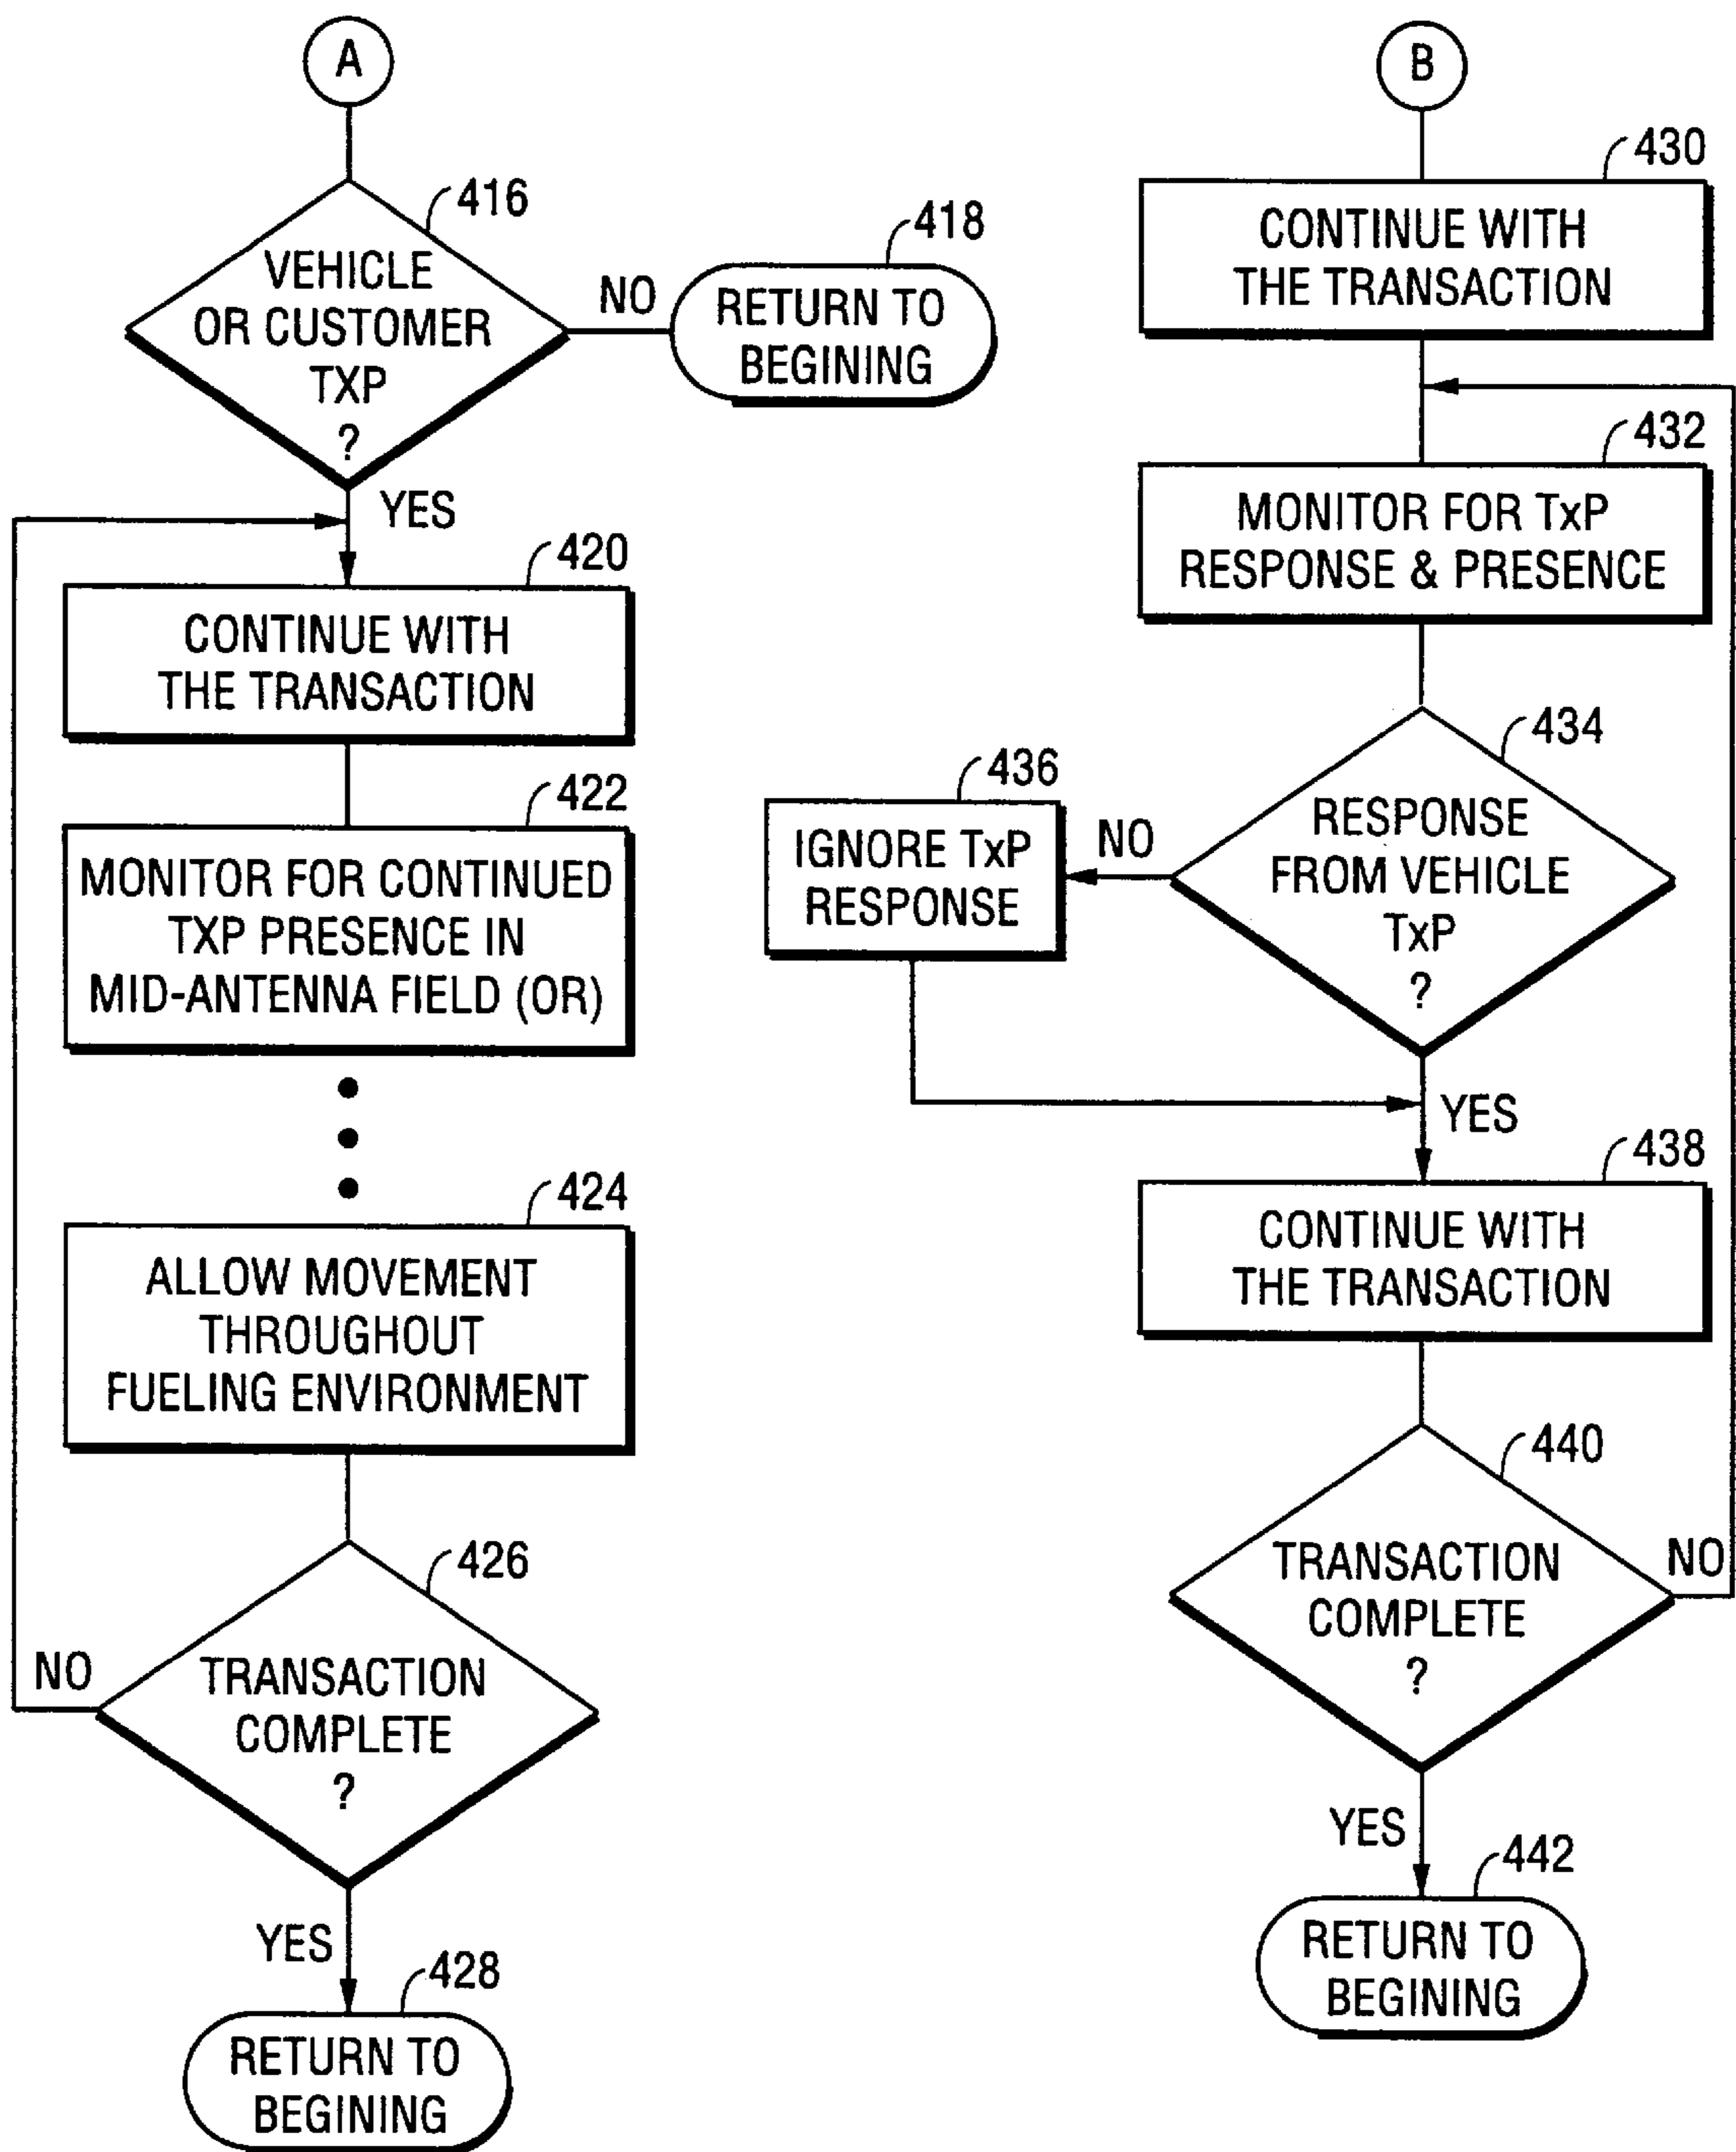 A
416
VEHICLE
OR CUSTOMER
TXP
?
NO
418
RETURN TO
BEGINING
YES
420
CONTINUE WITH
THE TRANSACTION
422
MONITOR FOR CONTINUED
TXP PRESENCE IN
MID-ANTENNA FIELD (OR)
424
ALLOW MOVEMENT
THROUGHOUT
FUELING ENVIRONMENT
426
TRANSACTION
COMPLETE
?
NO
YES
428
RETURN TO
BEGINING
B
430
CONTINUE WITH
THE TRANSACTION
432
MONITOR FOR TxP
RESPONSE & PRESENCE
434
RESPONSE
FROM VEHICLE
TxP
?
NO
436
IGNORE TxP
RESPONSE
YES
438
CONTINUE WITH
THE TRANSACTION
440
TRANSACTION
COMPLETE
?
NO
YES
442
RETURN TO
BEGINING